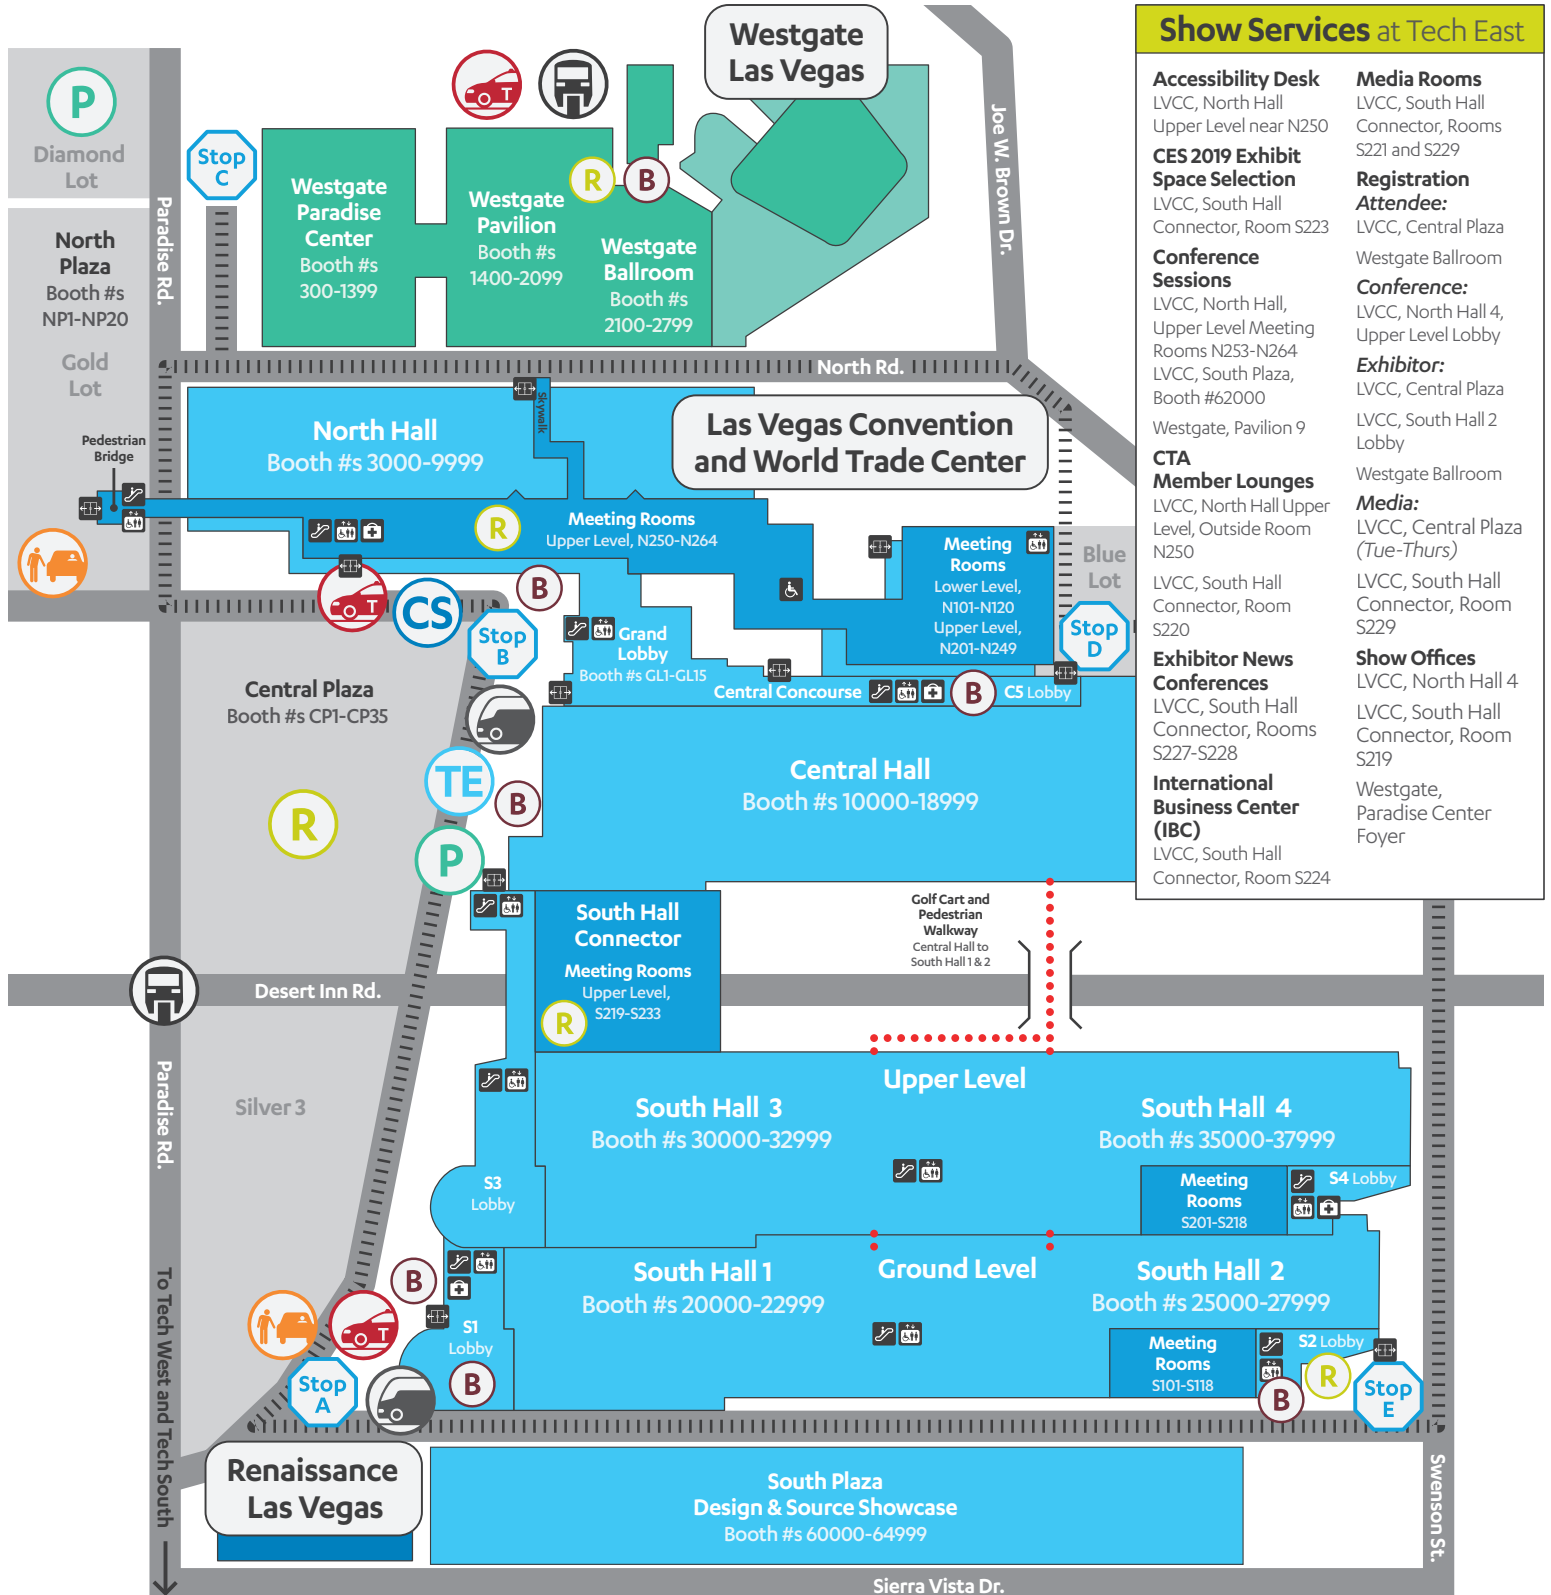 Westgate
Las Vegas
P
Diamond
Lot
Stop
C
T
R
B
Westgate
Paradise
Center
Booth #s
300-1399
Westgate
Pavilion
Booth #s
1400-2099
Westgate
Ballroom
Booth #s
2100-2799
Joe W. Brown Dr.
Paradise Rd.
North
Plaza
Booth #s
NP1-NP20
Gold
Lot
North Rd.
Skywalk
North Hall
Booth #s 3000-9999
Las Vegas Convention
and World Trade Center
Pedestrian
Bridge
R
Meeting Rooms
Upper Level, N250-N264
Meeting
Rooms
Lower Level,
N101-N120
Upper Level,
N201-N249
Blue
Lot
Stop
D
T
CS
B
Stop
B
Grand
Lobby
Booth #s GL1-GL15
Central Concourse
B
C5 Lobby
Central Plaza
Booth #s CP1-CP35
TE
B
R
P
Central Hall
Booth #s 10000-18999
South Hall
Connector
Meeting Rooms
Upper Level,
S219-S233
R
Golf Cart and
Pedestrian
Walkway
Central Hall to
South Hall 1 & 2
Desert Inn Rd.
Paradise Rd.
Silver 3
Upper Level
South Hall 3
Booth #s 30000-32999
South Hall 4
Booth #s 35000-37999
S3
Lobby
Meeting
Rooms
S201-S218
S4 Lobby
South Hall 1
Booth #s 20000-22999
Ground Level
South Hall 2
Booth #s 25000-27999
B
T
S1
Lobby
B
Stop
A
Meeting
Rooms
S101-S118
S2 Lobby
R
B
Stop
E
To Tech West and Tech South
Renaissance
Las Vegas
South Plaza
Design & Source Showcase
Booth #s 60000-64999
Swenson St.
Sierra Vista Dr.
Show Services at Tech East
Accessibility Desk
LVCC, North Hall
Upper Level near N250
CES 2019 Exhibit
Space Selection
LVCC, South Hall
Connector, Room S223
Conference
Sessions
LVCC, North Hall,
Upper Level Meeting
Rooms N253-N264
LVCC, South Plaza,
Booth #62000
Westgate, Pavilion 9
CTA
Member Lounges
LVCC, North Hall Upper
Level, Outside Room
N250
LVCC, South Hall
Connector, Room
S220
Exhibitor News
Conferences
LVCC, South Hall
Connector, Rooms
S227-S228
International
Business Center
(IBC)
LVCC, South Hall
Connector, Room S224
Media Rooms
LVCC, South Hall
Connector, Rooms
S221 and S229
Registration
Attendee:
LVCC, Central Plaza
Westgate Ballroom
Conference:
LVCC, North Hall 4,
Upper Level Lobby
Exhibitor:
LVCC, Central Plaza
LVCC, South Hall 2
Lobby
Westgate Ballroom
Media:
LVCC, Central Plaza
(Tue-Thurs)
LVCC, South Hall
Connector, Room
S229
Show Offices
LVCC, North Hall 4
LVCC, South Hall
Connector, Room
S219
Westgate,
Paradise Center
Foyer